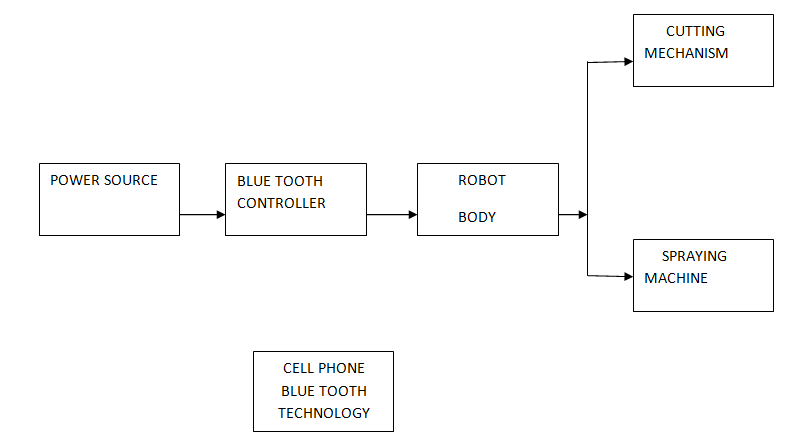 CUTTING
MECHANISM
POWER SOURCE
BLUE TOOTH
CONTROLLER
ROBOT
BODY
SPRAYING
MACHINE
CELL PHONE
BLUE TOOTH
TECHNOLOGY